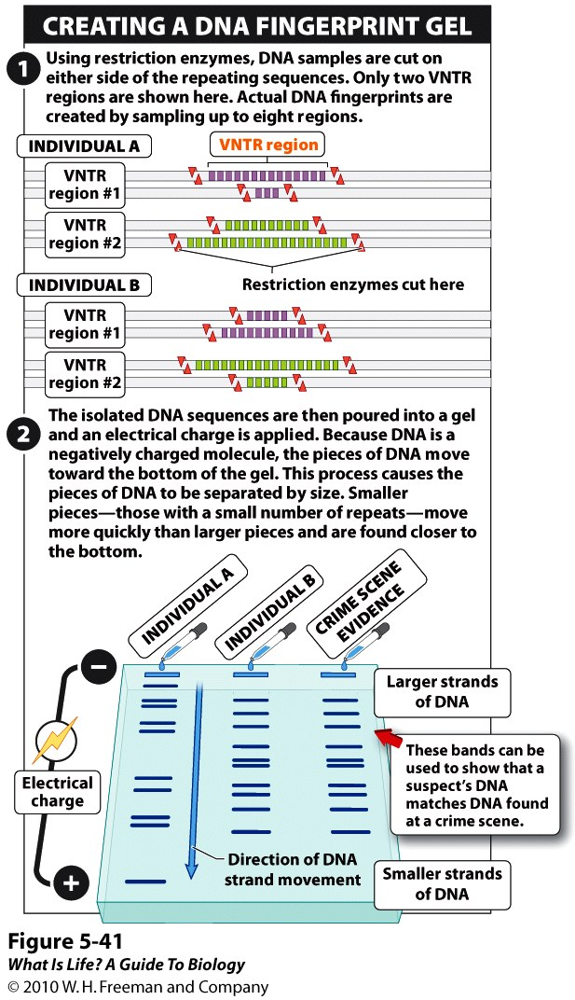 CREATING A DNA FINGERPRINT GEL
1
Using restriction enzymes, DNA samples are cut on
either side of the repeating sequences. Only two VNTR
regions are shown here. Actual DNA fingerprints are
created by sampling up to eight regions.
INDIVIDUAL A
VNTR region
VNTR
region #1
VNTR
region #2
Restriction enzymes cut here
INDIVIDUAL B
VNTR
region #1
VNTR
region #2
2
The isolated DNA sequences are then poured into a gel
and an electrical charge is applied. Because DNA is a
negatively charged molecule, the pieces of DNA move
toward the bottom of the gel. This process causes the
pieces of DNA to be separated by size. Smaller
pieces—those with a small number of repeats—move
more quickly than larger pieces and are found closer to
the bottom.
INDIVIDUAL A
INDIVIDUAL B
CRIME SCENE
EVIDENCE
−
Larger strands
of DNA
These bands can be
used to show that a
suspect's DNA
matches DNA found
at a crime scene.
Electrical
charge
Direction of DNA
strand movement
+
Smaller strands
of DNA
Figure 5-41
What Is Life? A Guide To Biology
© 2010 W. H. Freeman and Company